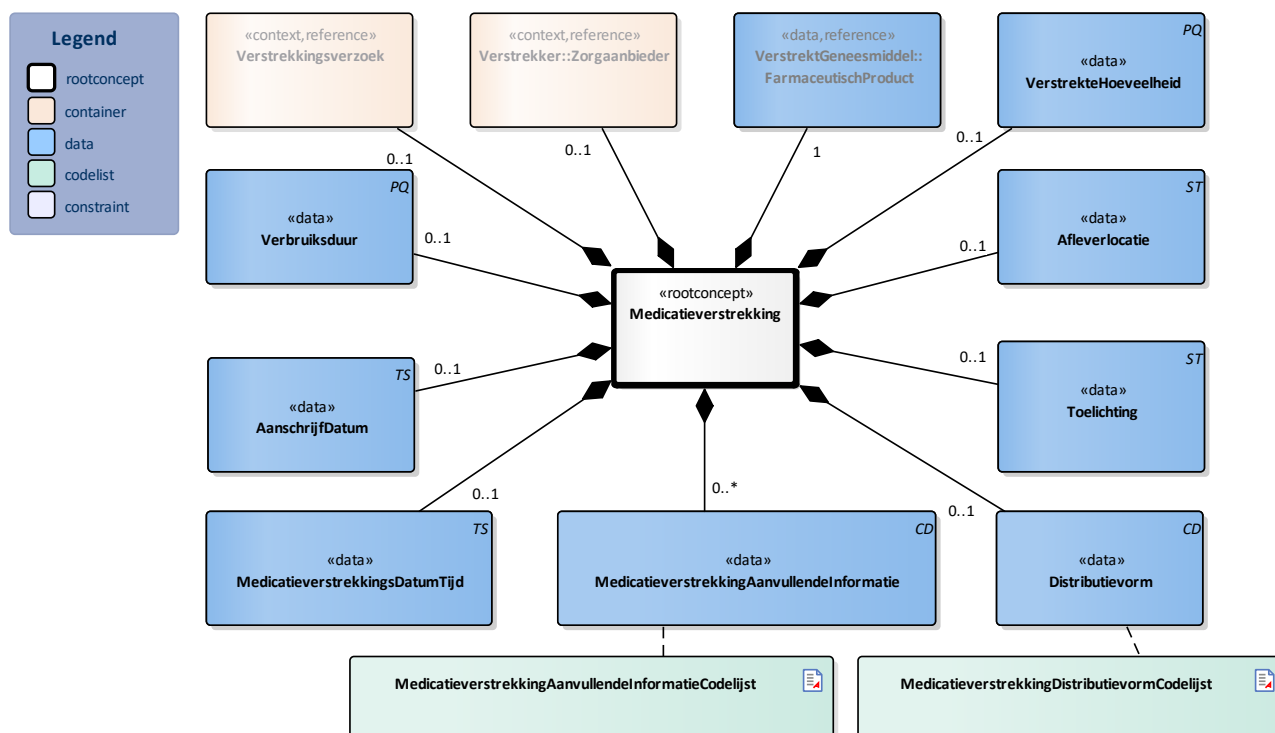 Legend
rootconcept
container
data
codelist
constraint
«context,reference»
Verstrekkingsverzoek
«context,reference»
Verstrekker::Zorgaanbieder
«data,reference»
VerstrektGeneesmiddel::
FarmaceutischProduct
PQ
«data»
VerstrekteHoeveelheid
0..1
0..1
1
0..1
PQ
«data»
Verbruiksduur
0..1
ST
«data»
Afleverlocatie
0..1
«rootconcept»
Medicatieverstrekking
TS
«data»
AanschrijfDatum
0..1
ST
«data»
Toelichting
0..1
TS
«data»
MedicatieverstrekkingsDatumTijd
0..1
CD
«data»
MedicatieverstrekkingAanvullendeInformatie
0..*
CD
«data»
Distributievorm
0..1
MedicatieverstrekkingAanvullendeInformatieCodelijst
MedicatieverstrekkingDistributievormCodelijst